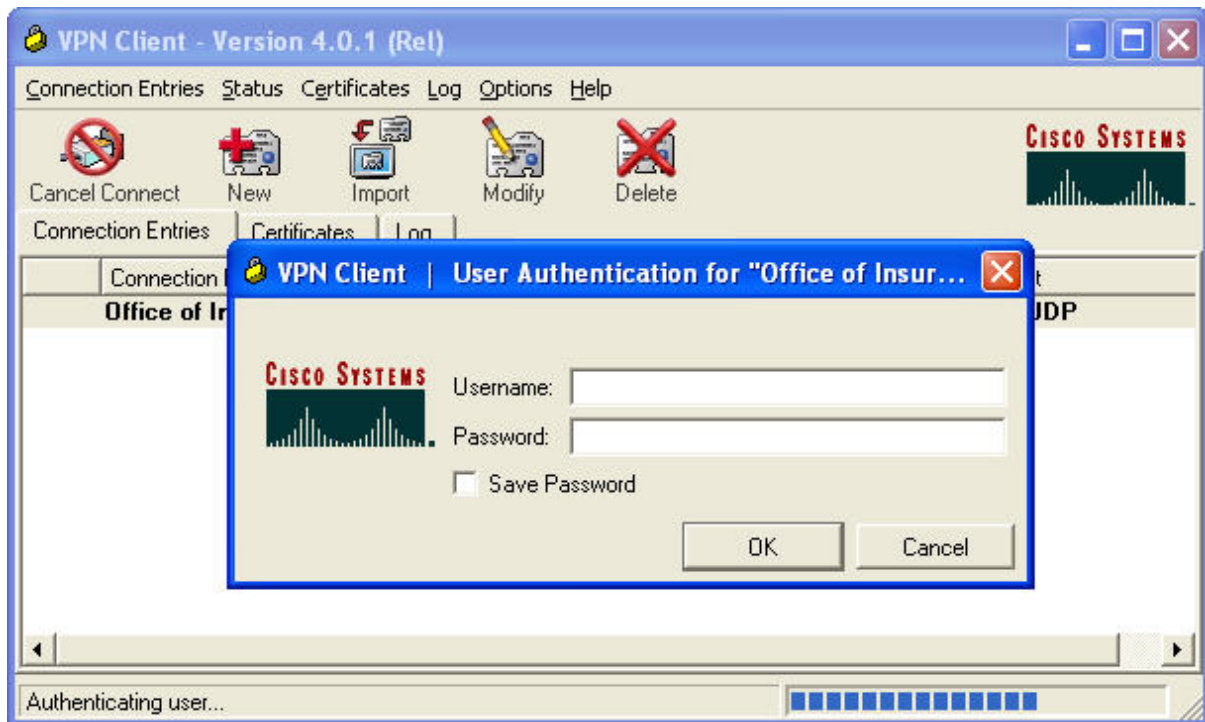 VPN Client - Version 4.0.1 (Rel)
Connection Entries Status Certificates Log Options Help
Cancel Connect New Import Modify Delete
CISCO SYSTEMS
Connection Entries Certificates Log
Connection
VPN Client | User Authentication for "Office of Insur...
Office of
CISCO SYSTEMS
Username:
Password:
Save Password
OK Cancel
Authenticating user...